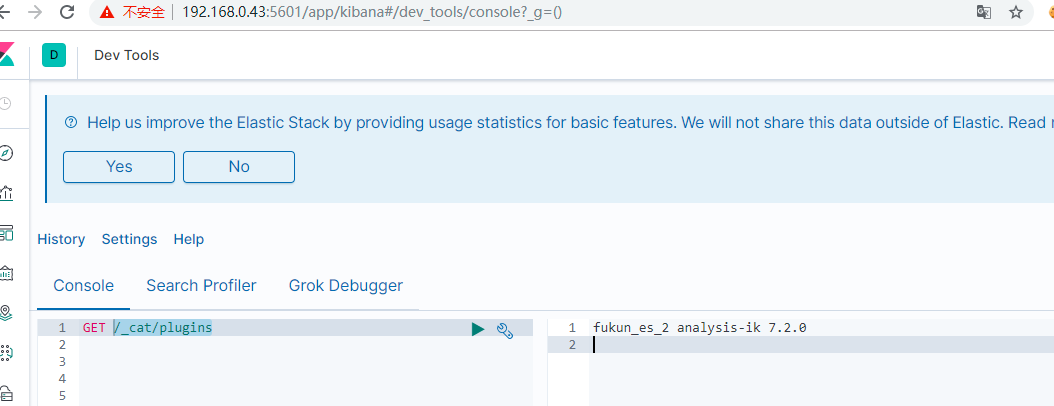 不安全 192.168.0.43:5601/app/kibana#/dev_tools/console?_g=()
D Dev Tools
Help us improve the Elastic Stack by providing usage statistics for basic features. We will not share this data outside of Elastic. Read
Yes No
History Settings Help
Console Search Profiler Grok Debugger
1 GET /_cat/plugins
2
3
4
5
1 fukun_es_2 analysis-ik 7.2.0
2